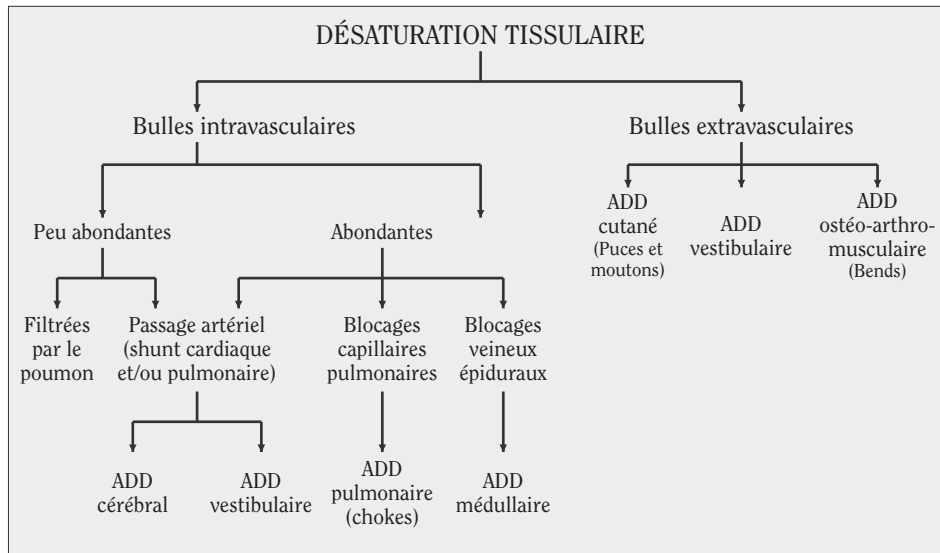 DÉSATURATION TISSULAIRE
Bulles intravasculaires
Bulles extravasculaires
Peu abondantes
Abondantes
ADD
cutané
(Puces et
moutons)
ADD
vestibulaire
ADD
ostéo-arthro-
musculaire
(Bends)
Filtrées
par le
poumon
Passage artériel
(shunt cardiaque
et/ou pulmonaire)
Blocages
capillaires
pulmonaires
Blocages
veineux
épiduraux
ADD
cérébral
ADD
vestibulaire
ADD
pulmonaire
(chokes)
ADD
médullaire